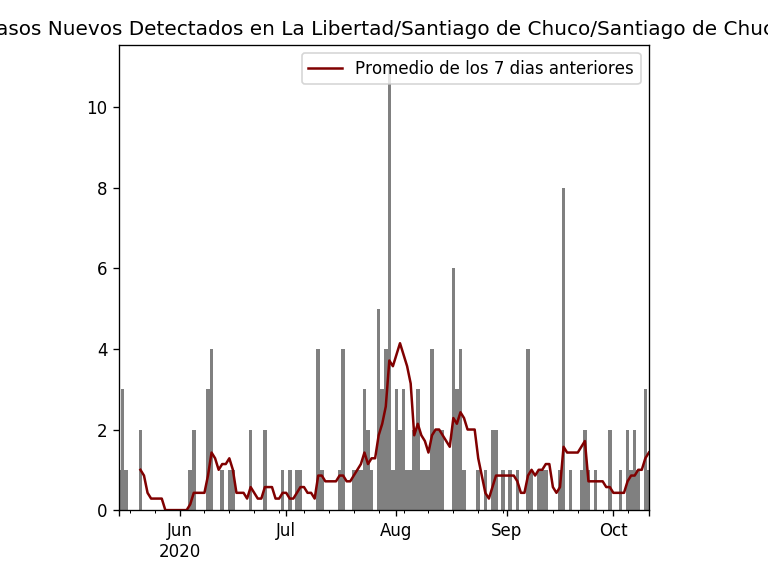 asos Nuevos Detectados en La Libertad/Santiago de Chuco/Santiago de Chuc
Promedio de los 7 dias anteriores
10
8
6
4
2
0
Jun Jul Aug Sep Oct
2020